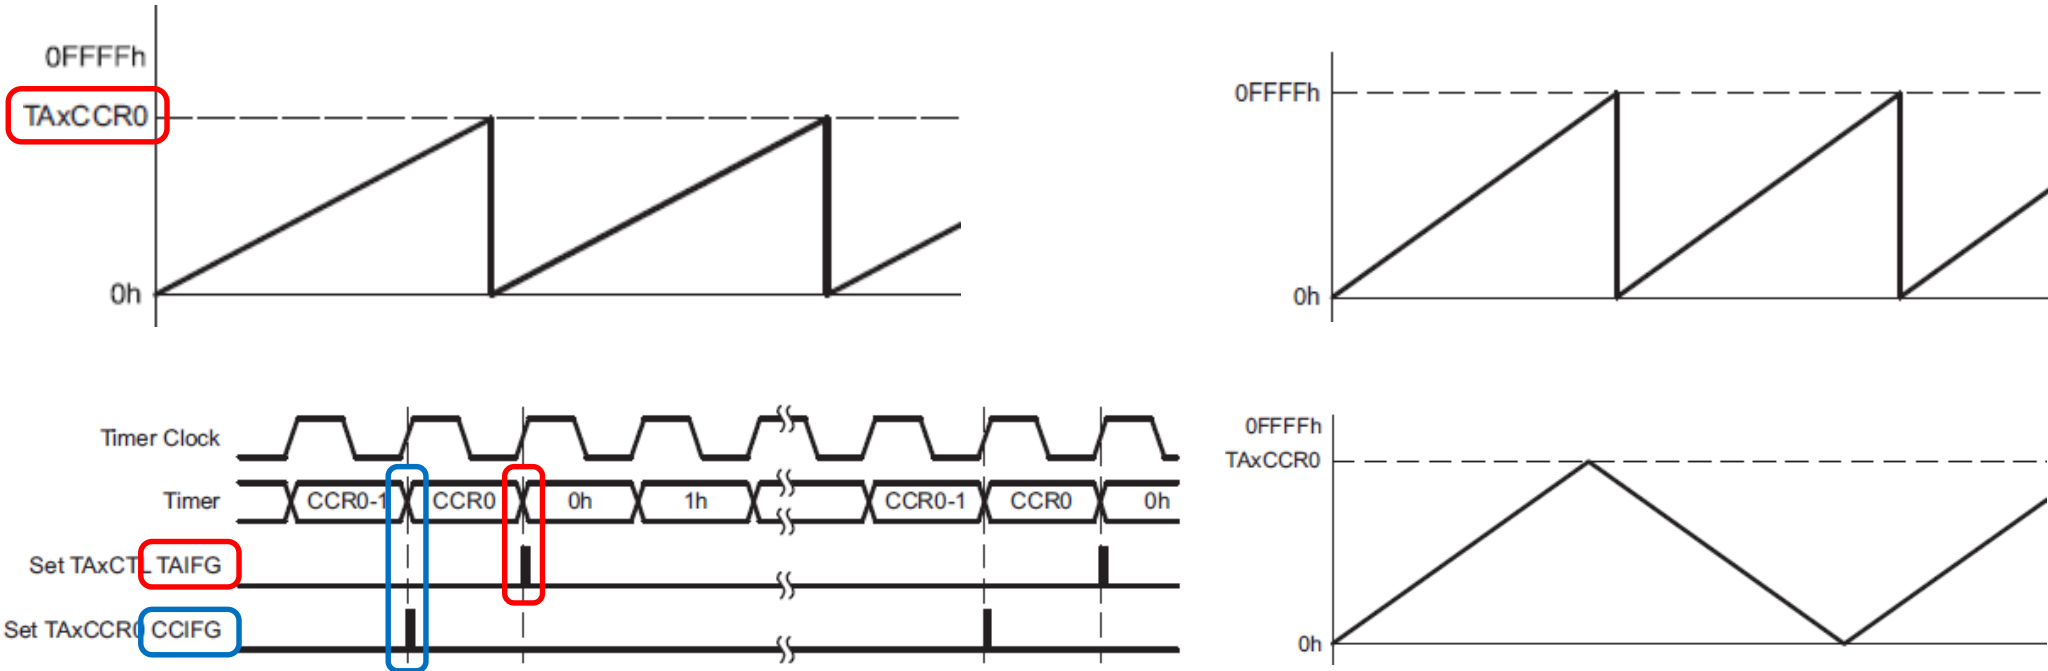 0FFFFh
TAxCCR0
0h
0FFFFh
0h
Timer Clock
Timer CCR0-1 CCR0 0h 1h CCR0-1 CCR0 0h
Set TAxCTL TAIFG
Set TAxCCR0 CCIFG
0FFFFh
TAxCCR0
0h